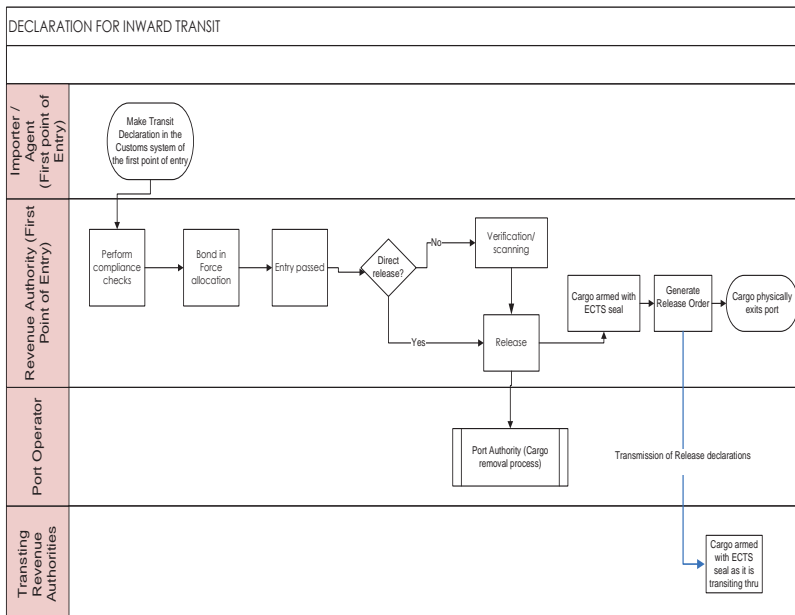 DECLARATION FOR INWARD TRANSIT
Importer /
Agent
(First point of
Entry)
Make Transit
Declaration in the
Customs system of
the first point of entry
Revenue Authority (First
Point of Entry)
Perform
compliance
checks
Bond in
Force
allocation
Entry passed
Direct
release?
No
Verification/
scanning
Yes
Release
Cargo armed with
ECTS seal
Generate
Release Order
Cargo physically
exits port
Port Operator
Port Authority (Cargo
removal process)
Transmission of Release declarations
Transting
Revenue
Authorities
Cargo armed
with ECTS
seal as it is
transiting thru